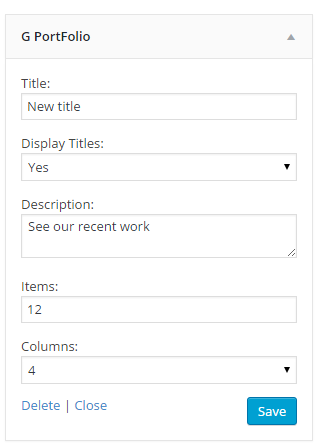 G PortFolio
Title:
New title
Display Titles:
Yes
Description:
See our recent work
Items:
12
Columns:
4
Delete | Close
Save